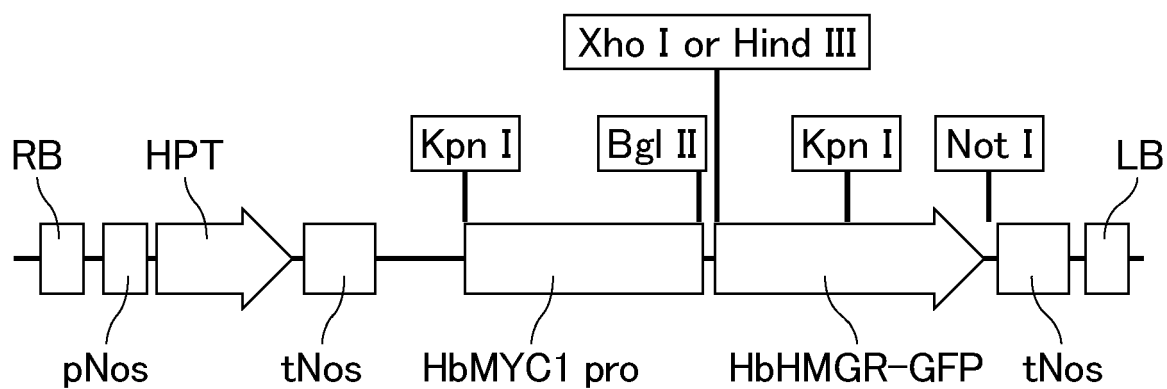 Xho I or Hind III
Kpn I
Bgl II
Kpn I
Not I
RB
HPT
LB
pNos
tNos
HbMYC1 pro
HbHMGR-GFP
tNos